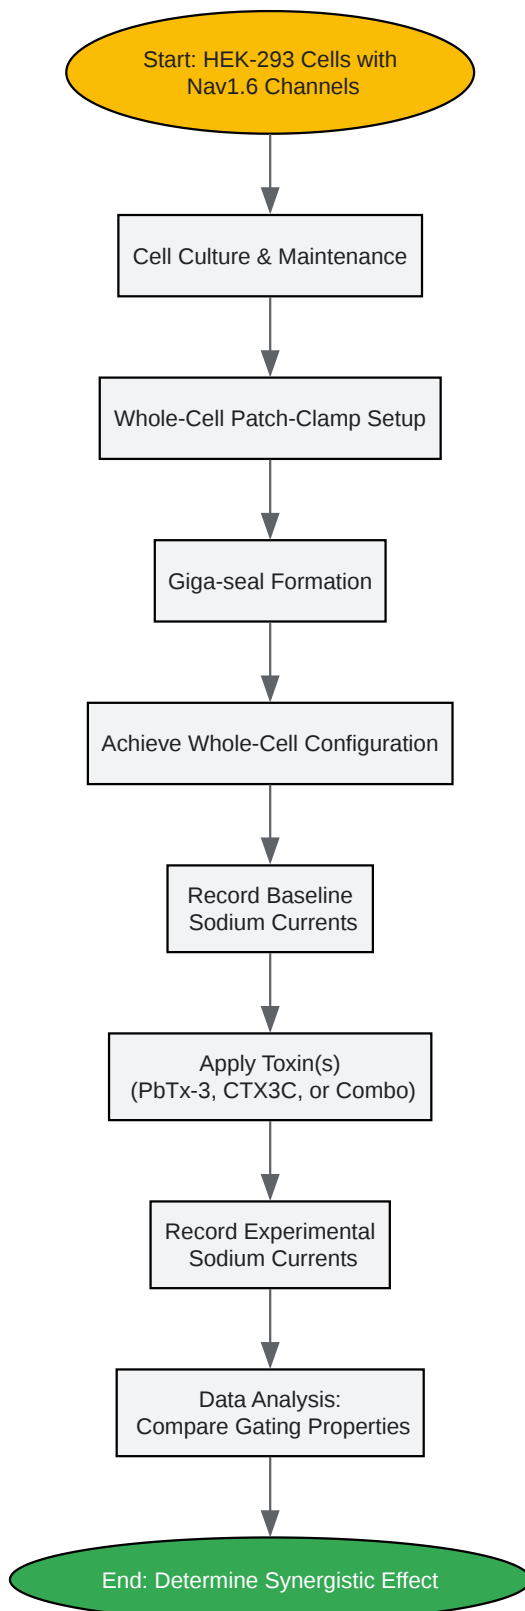 Start: HEK-293 Cells with
Nav1.6 Channels
Cell Culture & Maintenance
Whole-Cell Patch-Clamp Setup
Giga-seal Formation
Achieve Whole-Cell Configuration
Record Baseline
Sodium Currents
Apply Toxin(s)
(PbTx-3, CTX3C, or Combo)
Record Experimental
Sodium Currents
Data Analysis:
Compare Gating Properties
End: Determine Synergistic Effect